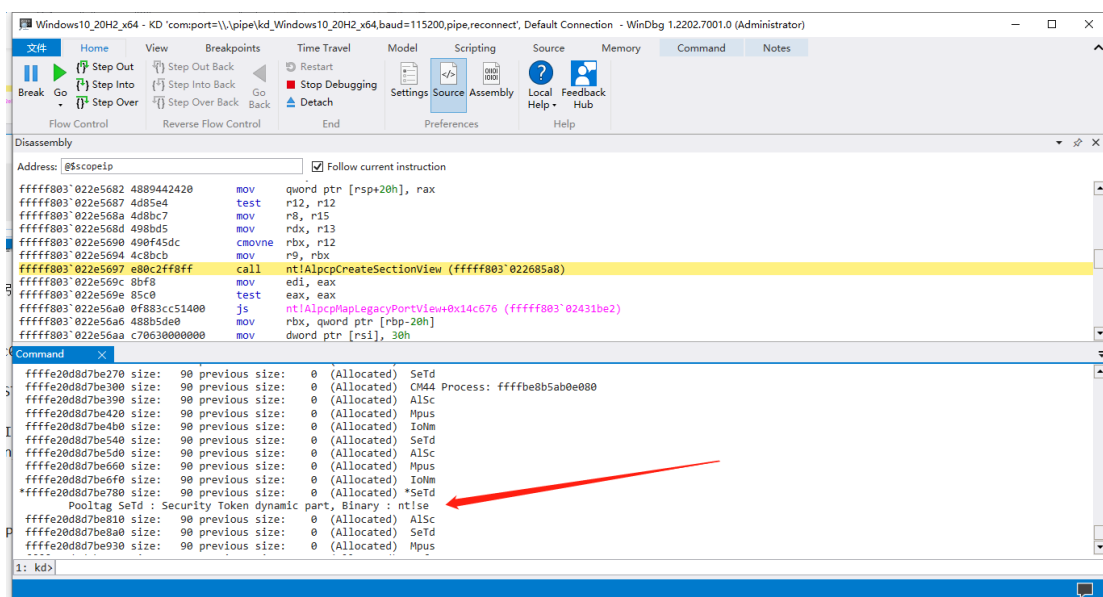 Windows10_20H2_x64 - KD 'com:port=\\.\pipe\kd_Windows10_20H2_x64,baud=115200,pipe,reconnect', Default Connection - WinDbg 1.2202.7001.0 (Administrator)
文件 Home View Breakpoints Time Travel Model Scripting Source Memory Command Notes
Break Go Step Out Step Into Step Over Step Out Back Step Into Back Step Over Back Go Back Restart Stop Debugging Detach Settings Source Assembly Local Help Feedback Hub
Flow Control Reverse Flow Control End Preferences Help
Disassembly
Address: @$scopeip Follow current instruction
fffff803`022e5682 4889442420 mov qword ptr [rsp+20h], rax
fffff803`022e5687 4d85e4 test r12, r12
fffff803`022e568a 4d8bc7 mov r8, r15
fffff803`022e568d 498bd5 mov rdx, r13
fffff803`022e5690 490f45dc cmovne rbx, r12
fffff803`022e5694 4c8bcb mov r9, rbx
fffff803`022e5697 e80c2ff8ff call nt!AlpcpCreateSectionView (fffff803`022685a8)
fffff803`022e569c 8bf8 mov edi, eax
fffff803`022e569e 85c0 test eax, eax
fffff803`022e56a0 0f883cc51400 js nt!AlpcpMapLegacyPortView+0x14c676 (fffff803`02431be2)
fffff803`022e56a6 488b5de0 mov rbx, qword ptr [rbp-20h]
fffff803`022e56aa c70630000000 mov dword ptr [rsi], 30h
Command
ffffe20d8d7be270 size: 90 previous size: 0 (Allocated) SeTd
ffffe20d8d7be300 size: 90 previous size: 0 (Allocated) CM44 Process: ffffbe8b5ab0e080
ffffe20d8d7be390 size: 90 previous size: 0 (Allocated) AlSc
ffffe20d8d7be420 size: 90 previous size: 0 (Allocated) Mpus
ffffe20d8d7be4b0 size: 90 previous size: 0 (Allocated) IoNm
ffffe20d8d7be540 size: 90 previous size: 0 (Allocated) SeTd
ffffe20d8d7be5d0 size: 90 previous size: 0 (Allocated) AlSc
ffffe20d8d7be660 size: 90 previous size: 0 (Allocated) Mpus
ffffe20d8d7be6f0 size: 90 previous size: 0 (Allocated) IoNm
*ffffe20d8d7be780 size: 90 previous size: 0 (Allocated) *SeTd
Pooltag SeTd : Security Token dynamic part, Binary : nt!se
ffffe20d8d7be810 size: 90 previous size: 0 (Allocated) AlSc
ffffe20d8d7be8a0 size: 90 previous size: 0 (Allocated) SeTd
ffffe20d8d7be930 size: 90 previous size: 0 (Allocated) Mpus
1: kd>